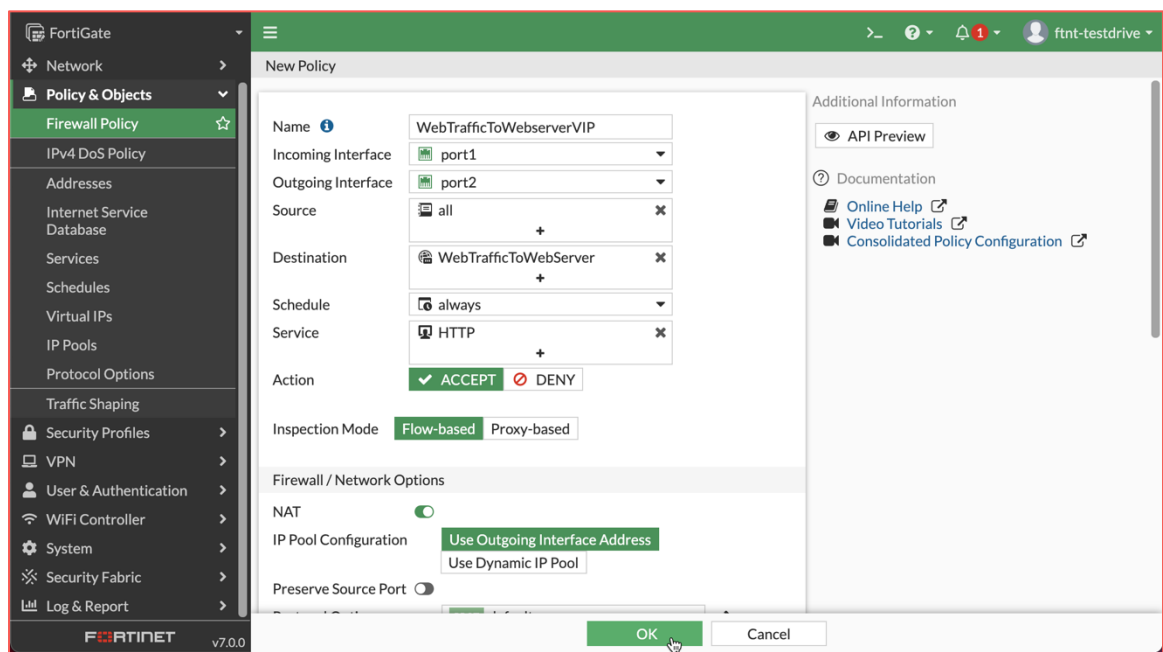 FortiGate
Network
Policy & Objects
Firewall Policy
IPv4 DoS Policy
Addresses
Internet Service
Database
Services
Schedules
Virtual IPs
IP Pools
Protocol Options
Traffic Shaping
Security Profiles
VPN
User & Authentication
WiFi Controller
System
Security Fabric
Log & Report
FORTINET v7.0.0
>_ ? 1 ftnt-testdrive
New Policy
Name WebTrafficToWebserverVIP
Incoming Interface port1
Outgoing Interface port2
Source all
+
Destination WebTrafficToWebServer
+
Schedule always
Service HTTP
+
Action ACCEPT DENY
Inspection Mode Flow-based Proxy-based
Firewall / Network Options
NAT
IP Pool Configuration Use Outgoing Interface Address
Use Dynamic IP Pool
Preserve Source Port
OK Cancel
Additional Information
API Preview
Documentation
Online Help
Video Tutorials
Consolidated Policy Configuration